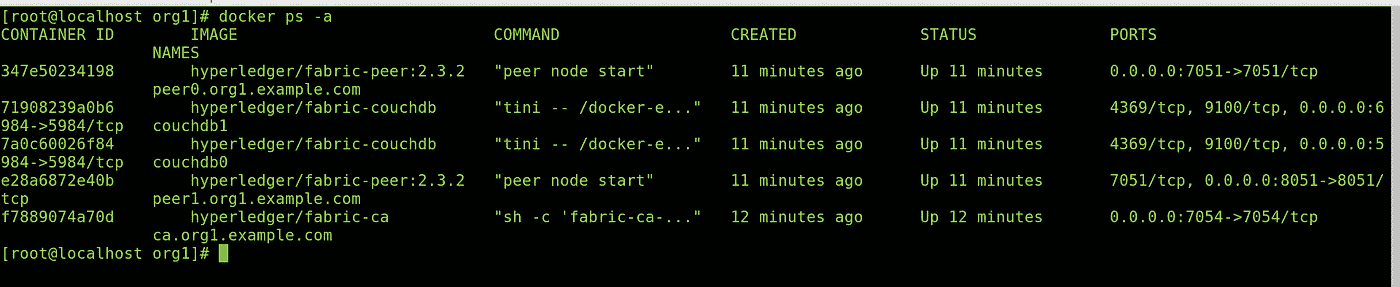 [root@localhost org1]# docker ps -a
CONTAINER ID        IMAGE                           COMMAND                  CREATED             STATUS              PORTS
                NAMES
347e50234198        hyperledger/fabric-peer:2.3.2   "peer node start"        11 minutes ago      Up 11 minutes       0.0.0.0:7051->7051/tcp
                peer0.org1.example.com
71908239a0b6        hyperledger/fabric-couchdb      "tini -- /docker-e..."   11 minutes ago      Up 11 minutes       4369/tcp, 9100/tcp, 0.0.0.0:6
984->5984/tcp   couchdb1
7a0c60026f84        hyperledger/fabric-couchdb      "tini -- /docker-e..."   11 minutes ago      Up 11 minutes       4369/tcp, 9100/tcp, 0.0.0.0:5
984->5984/tcp   couchdb0
e28a6872e40b        hyperledger/fabric-peer:2.3.2   "peer node start"        11 minutes ago      Up 11 minutes       7051/tcp, 0.0.0.0:8051->8051/
tcp             peer1.org1.example.com
f7889074a70d        hyperledger/fabric-ca           "sh -c 'fabric-ca-..."   12 minutes ago      Up 12 minutes       0.0.0.0:7054->7054/tcp
                ca.org1.example.com
[root@localhost org1]#